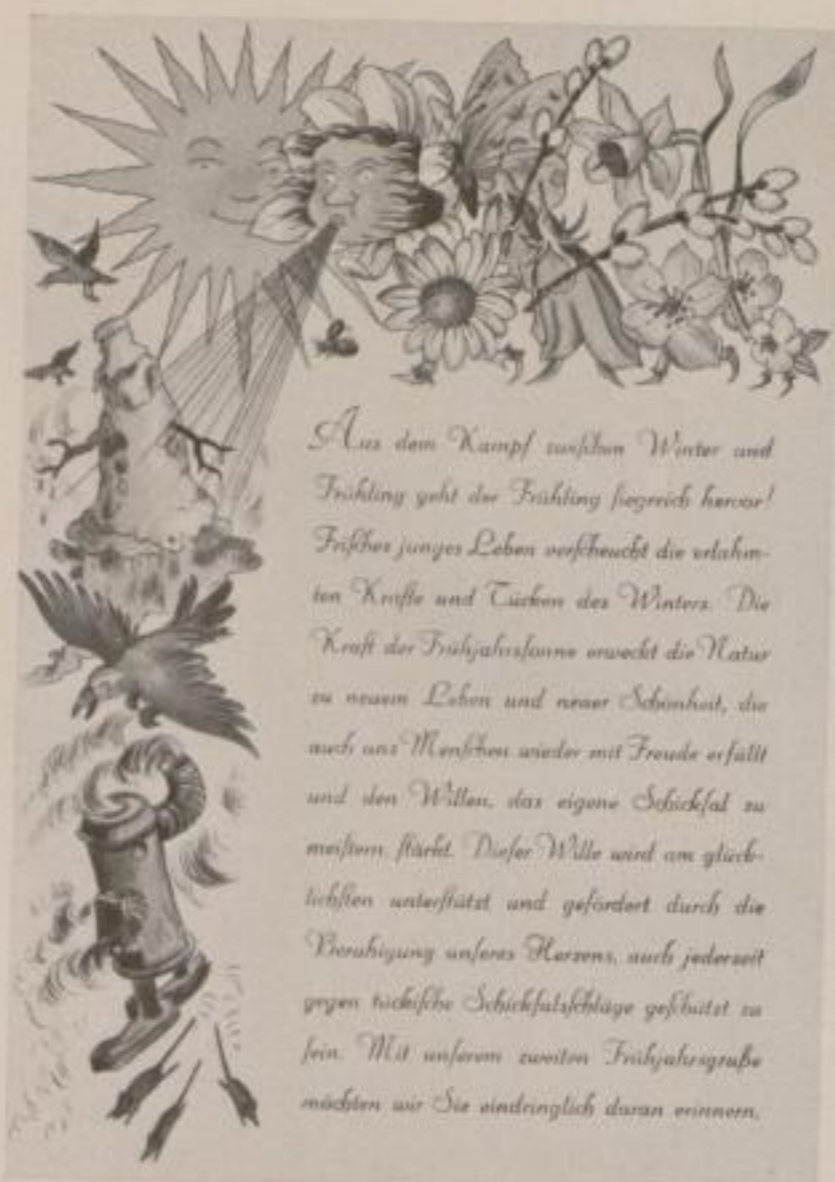 Aus dem Kampf zwiſchen Winter und
Frühling geht der Frühling ſiegreich hervor!
Friſches junges Leben verſcheucht die erlahm-
ten Kräfte und Tücken des Winters. Die
Kraft der Frühjahrsſonne erweckt die Natur
zu neuem Leben und neuer Schönheit, die
auch uns Menſchen wieder mit Freude erfüllt
und den Willen, das eigene Schickſal zu
meiſtern, ſtärkt. Dieſer Wille wird am glück-
lichſten unterſtützt und gefördert durch die
Beruhigung unſeres Herzens, auch jederzeit
gegen tückiſche Schickſalsſchläge geſchützt zu
ſein. Mit unſerem zweiten Frühjahrsgruße
möchten wir Sie eindringlich daran erinnern,